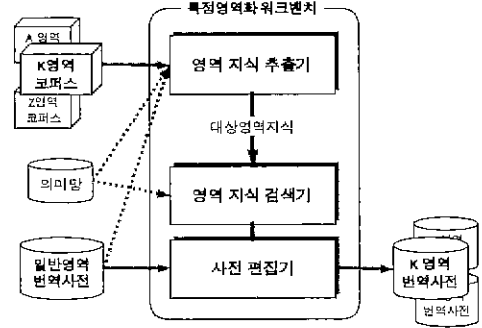 특정영역화 워크벤치
A 영역
K영역
코퍼스
Z영역
코퍼스
영역 지식 추출기
대상영역지식
의미망
영역 지식 검색기
일반영역
번역사전
사전 편집기
K 영역
번역사전
번역사전